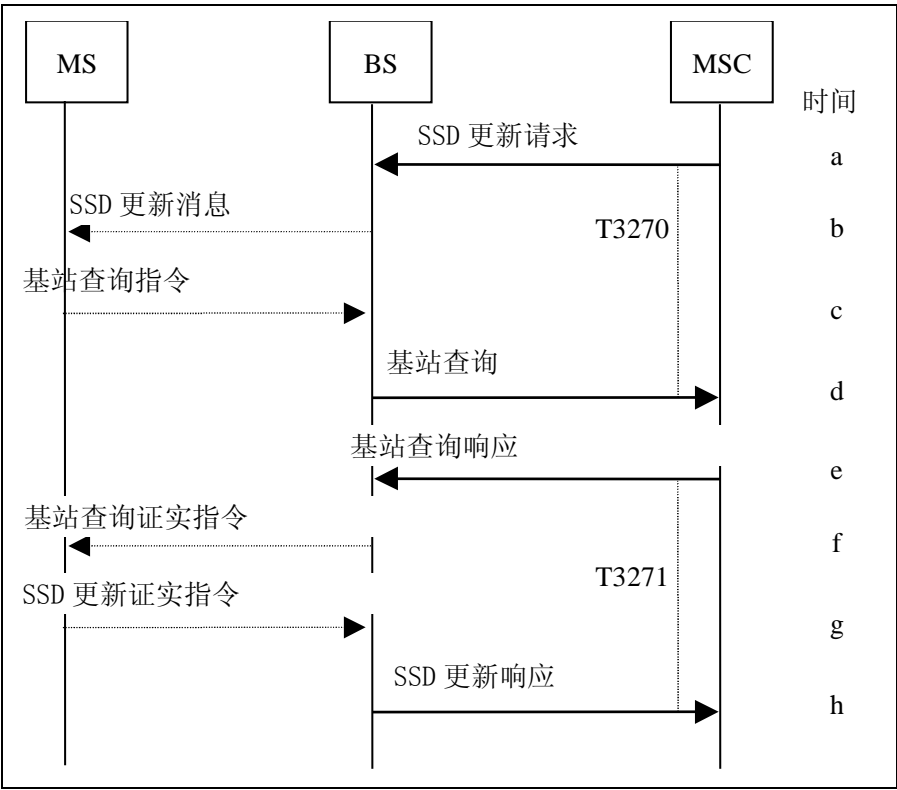 MS
BS
MSC
时间
SSD 更新请求
a
SSD 更新消息
T3270
b
基站查询指令
c
基站查询
d
基站查询响应
e
基站查询证实指令
f
T3271
SSD 更新证实指令
g
SSD 更新响应
h